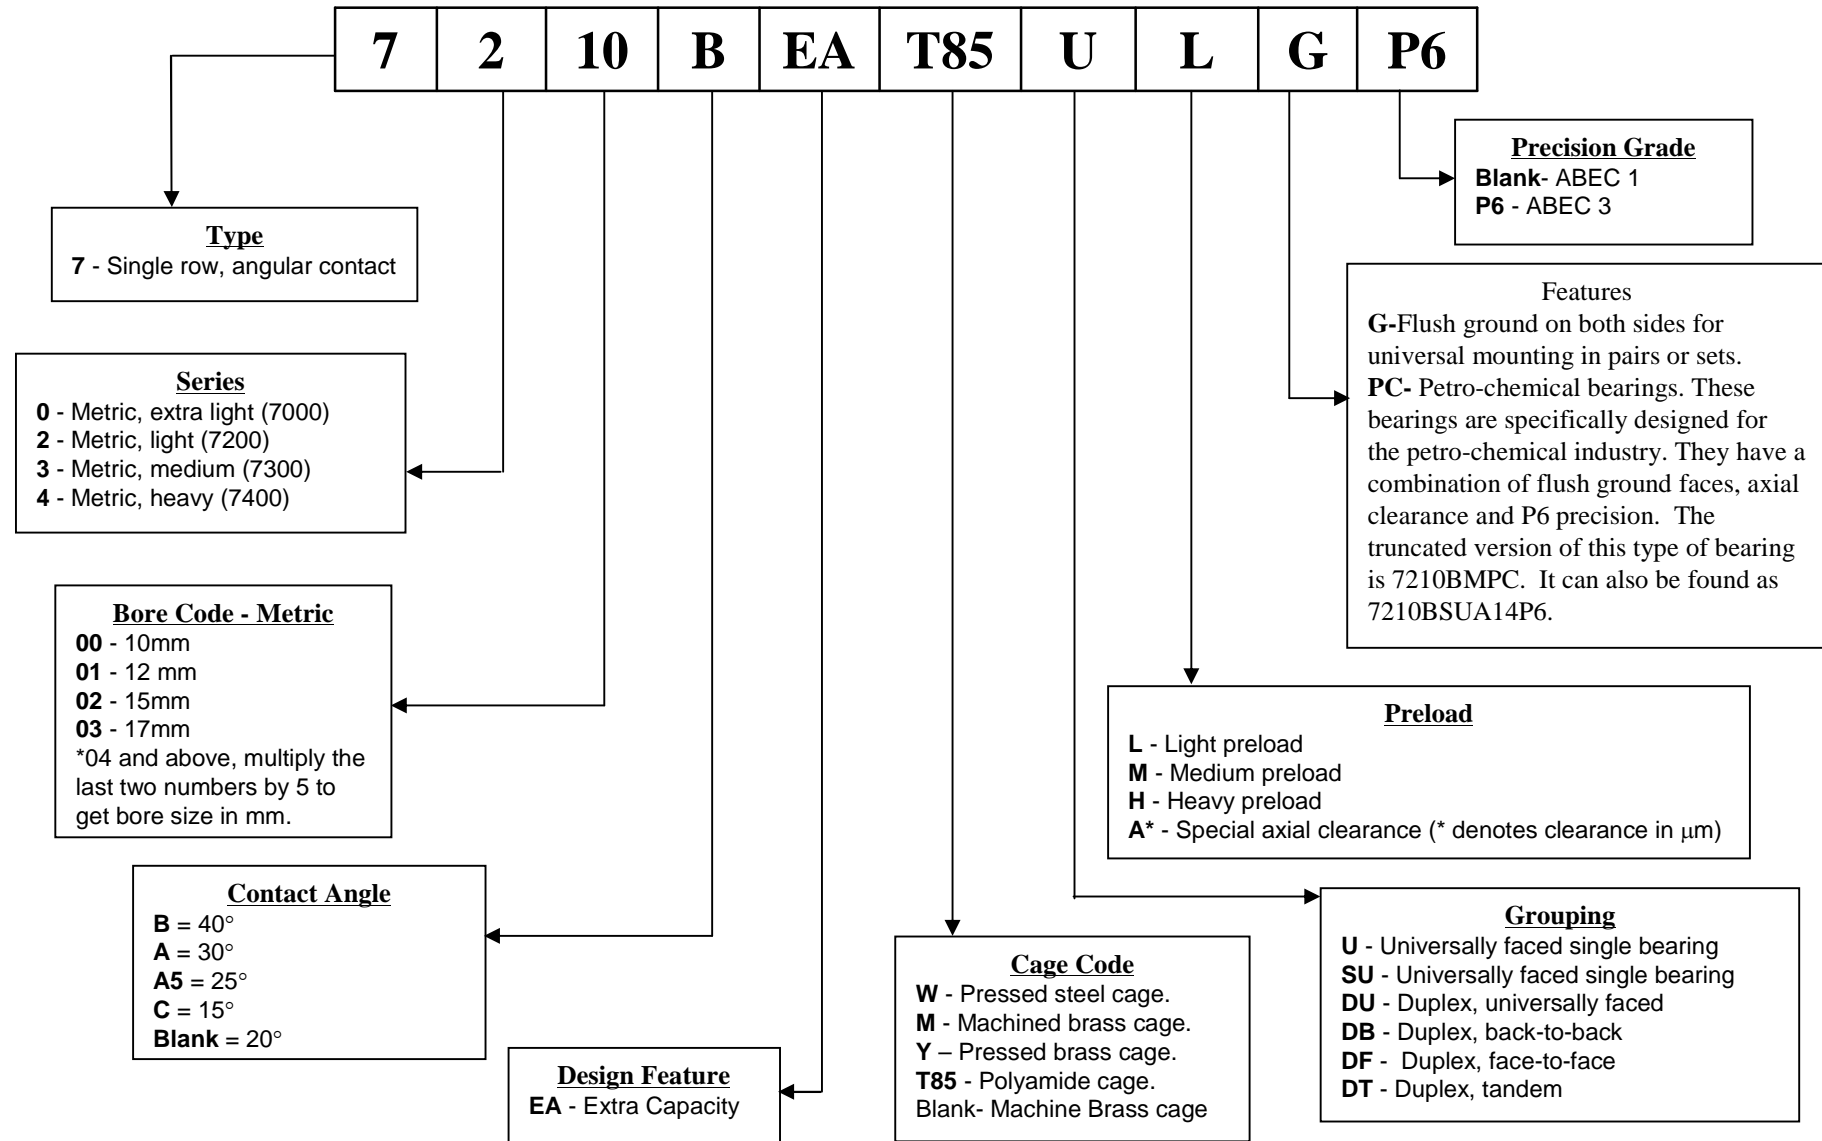 7 2 10 B EA T85 U L G P6
Precision Grade
Blank- ABEC 1
P6 - ABEC 3
Type
7 - Single row, angular contact
Features
G-Flush ground on both sides for
universal mounting in pairs or sets.
PC- Petro-chemical bearings. These
bearings are specifically designed for
the petro-chemical industry. They have a
combination of flush ground faces, axial
clearance and P6 precision. The
truncated version of this type of bearing
is 7210BMPC. It can also be found as
7210BSUA14P6.
Series
0 - Metric, extra light (7000)
2 - Metric, light (7200)
3 - Metric, medium (7300)
4 - Metric, heavy (7400)
Bore Code - Metric
00 - 10mm
01 - 12 mm
02 - 15mm
03 - 17mm
*04 and above, multiply the
last two numbers by 5 to
get bore size in mm.
Preload
L - Light preload
M - Medium preload
H - Heavy preload
A* - Special axial clearance (* denotes clearance in μm)
Contact Angle
B = 40°
A = 30°
A5 = 25°
C = 15°
Blank = 20°
Grouping
U - Universally faced single bearing
SU - Universally faced single bearing
DU - Duplex, universally faced
DB - Duplex, back-to-back
DF - Duplex, face-to-face
DT - Duplex, tandem
Cage Code
W - Pressed steel cage.
M - Machined brass cage.
Y – Pressed brass cage.
T85 - Polyamide cage.
Blank- Machine Brass cage
Design Feature
EA - Extra Capacity